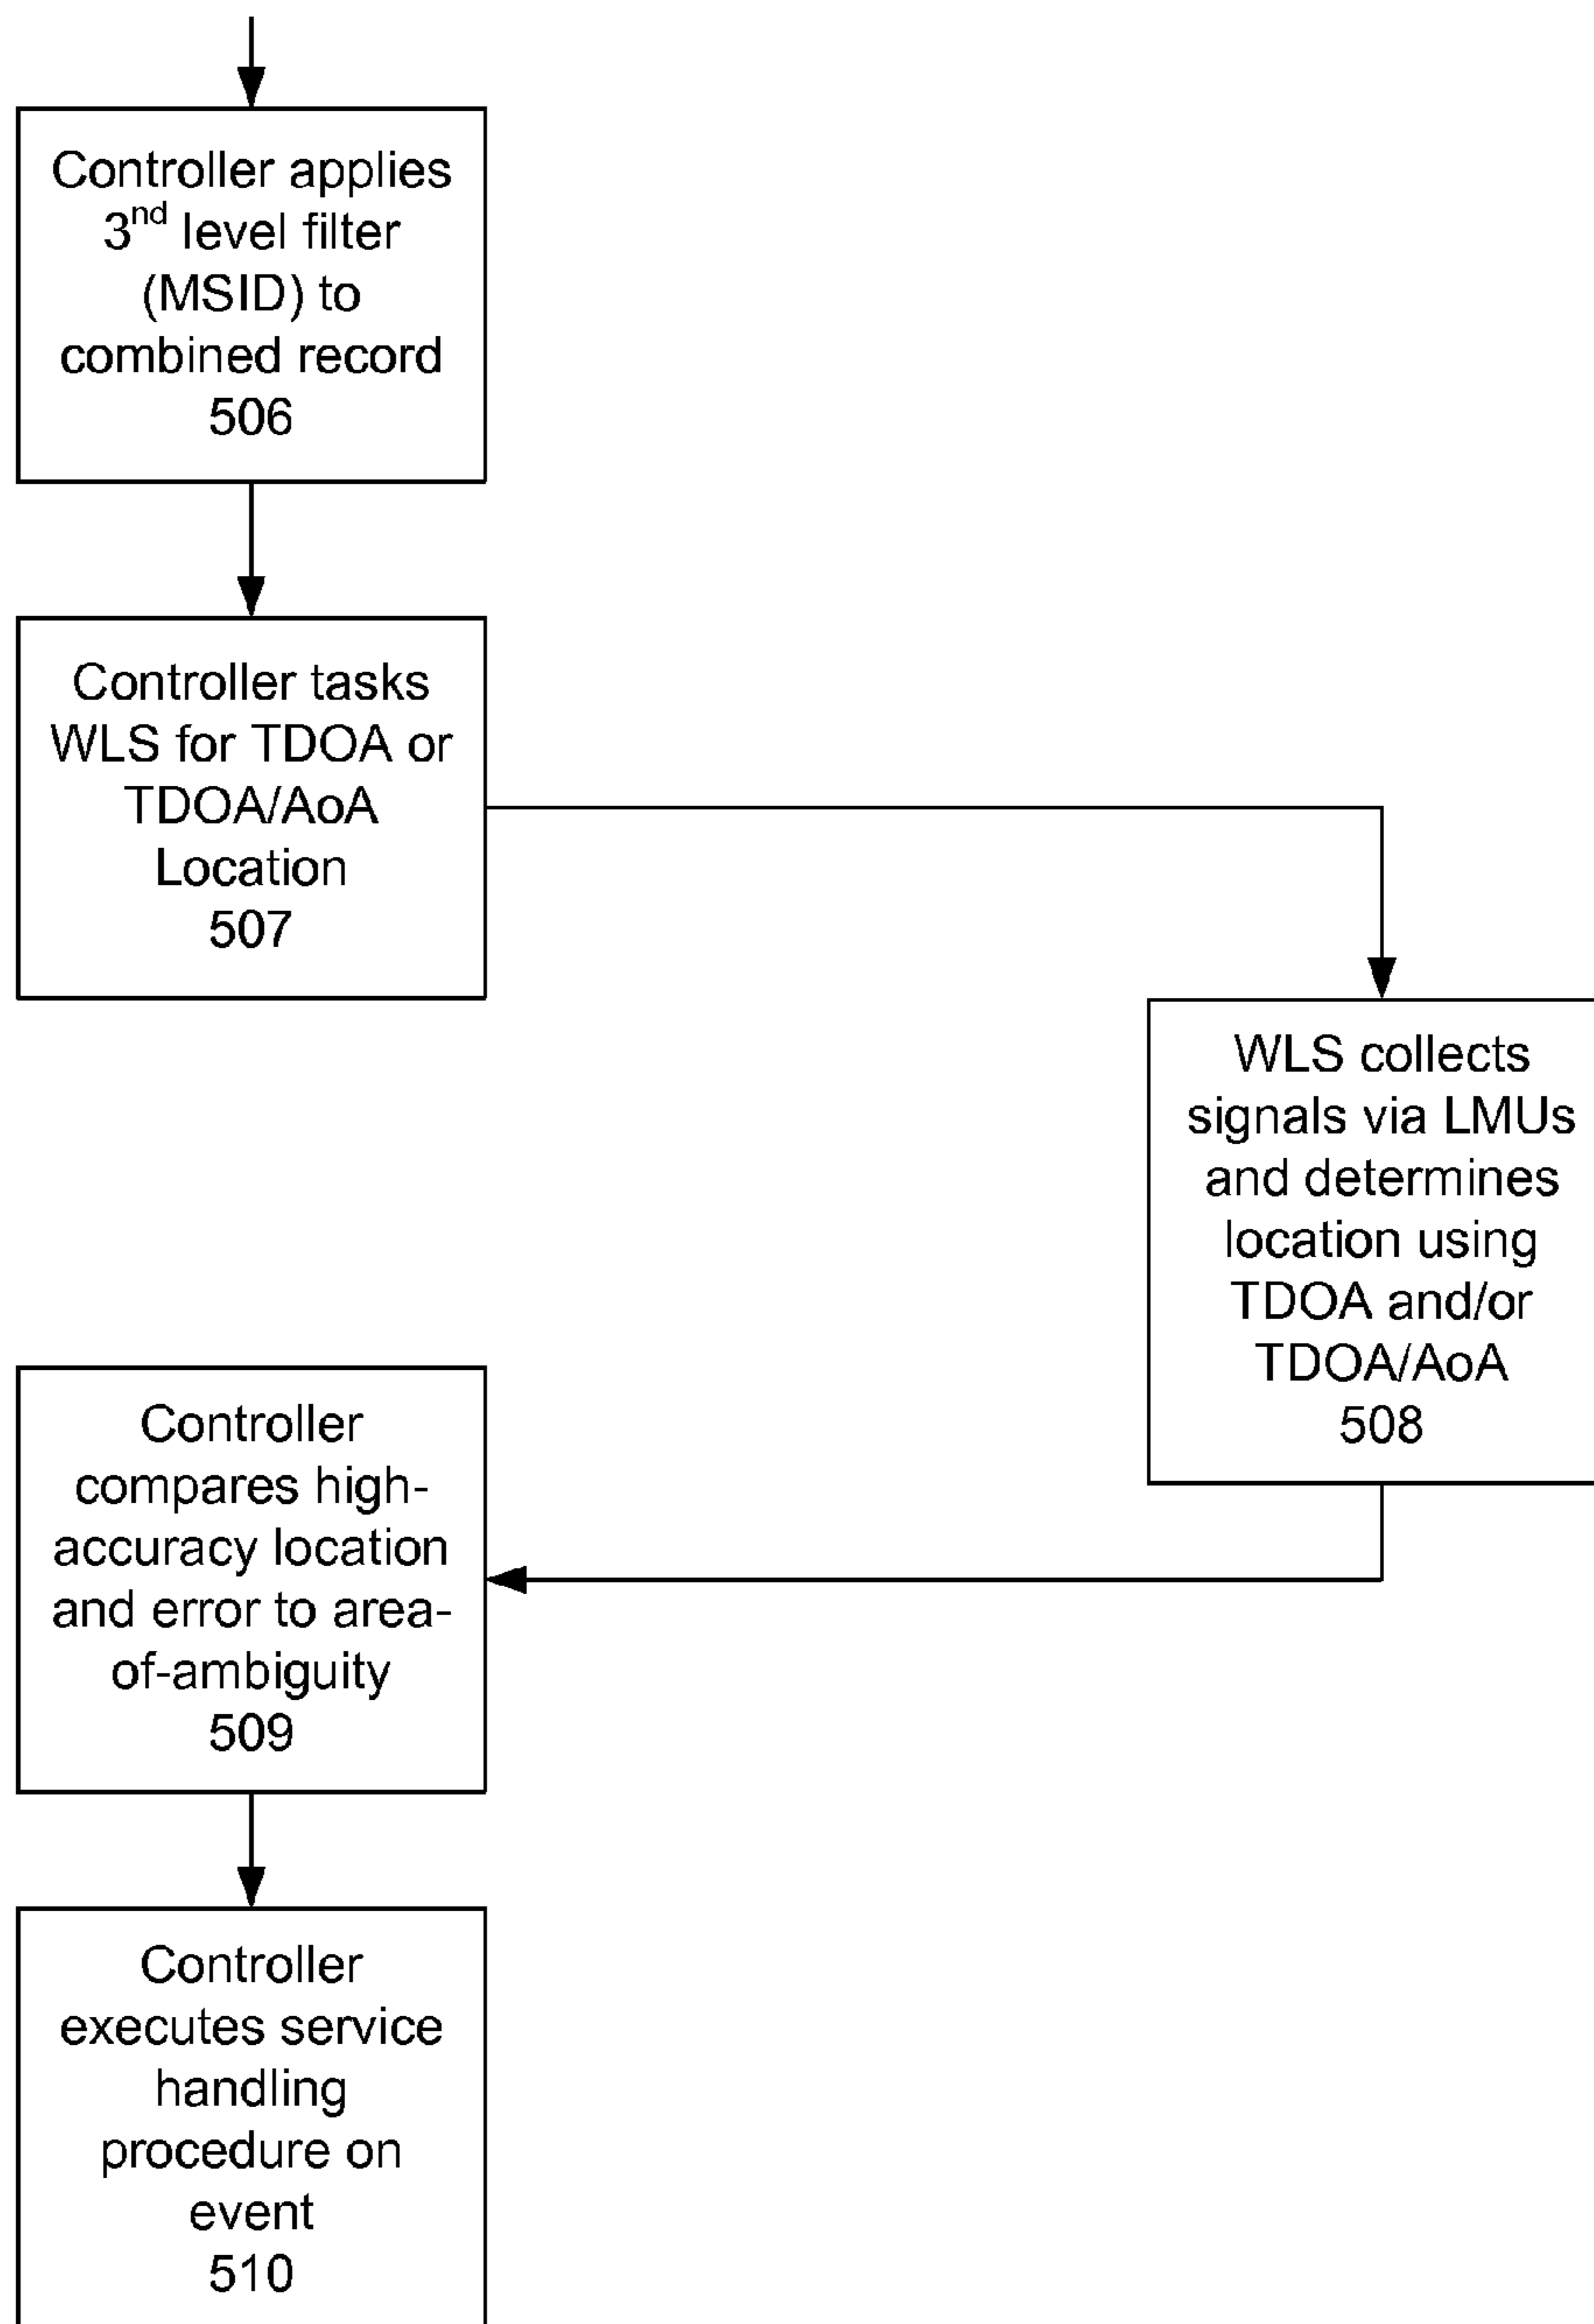 Controller applies
3nd level filter
(MSID) to
combined record
506
Controller tasks
WLS for TDOA or
TDOA/AoA
Location
507
WLS collects
signals via LMUs
and determines
location using
TDOA and/or
TDOA/AoA
508
Controller
compares high-
accuracy location
and error to area-
of-ambiguity
509
Controller
executes service
handling
procedure on
event
510